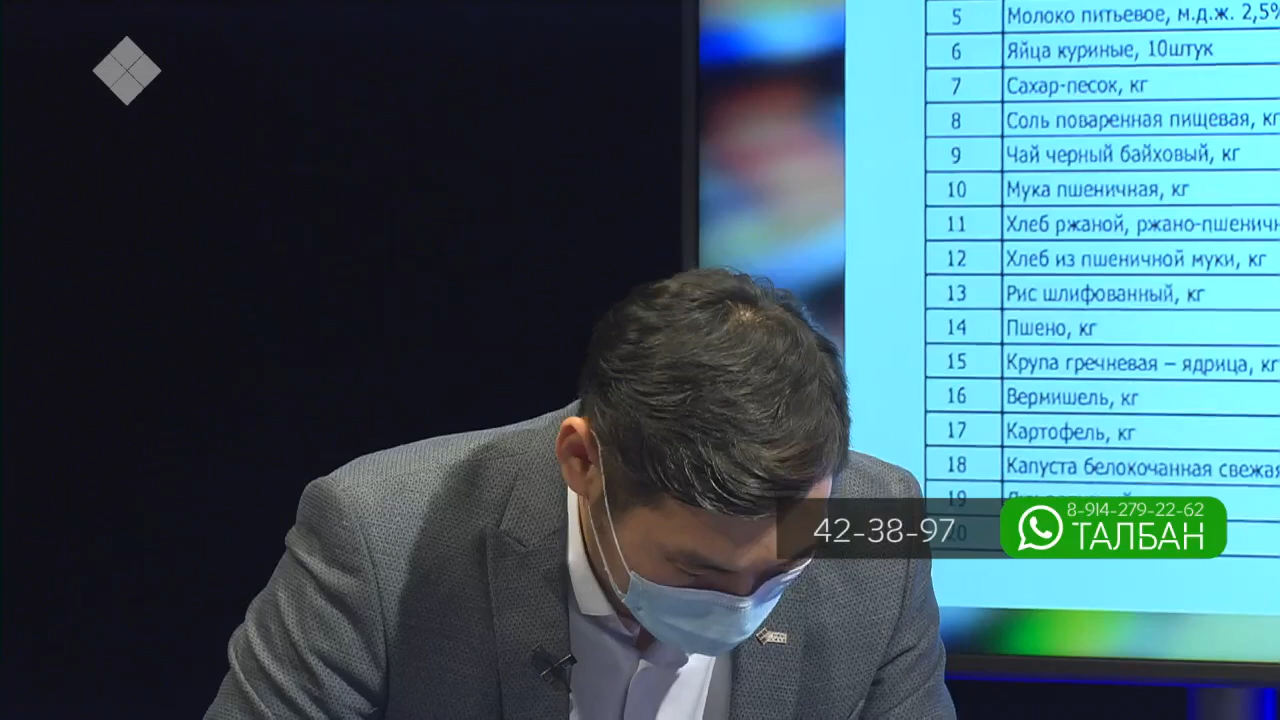 5 Молоко питьевое, м.д.ж. 2,5%
6 Яйца куриные, 10штук
7 Сахар-песок, кг
8 Соль поваренная пищевая, кг
9 Чай черный байховый, кг
10 Мука пшеничная, кг
11 Хлеб ржаной, ржано-пшеничн
12 Хлеб из пшеничной муки, кг
13 Рис шлифованный, кг
14 Пшено, кг
15 Крупа гречневая – ядрица, кг
16 Вермишель, кг
17 Картофель, кг
18 Капуста белокочанная свежая
19
20
42-38-97
8-914-279-22-62
ТАЛБАН